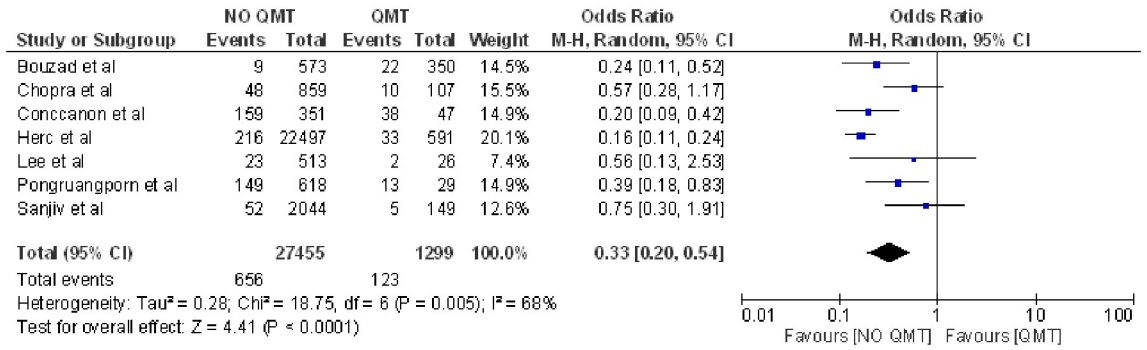 NO QMT QMT Odds Ratio Odds Ratio
Study or Subgroup Events Total Events Total Weight M-H, Random, 95% CI M-H, Random, 95% CI
Bouzad et al 9 573 22 350 14.5% 0.24 [0.11, 0.52]
Chopra et al 48 859 10 107 15.5% 0.57 [0.28, 1.17]
Conccanon et al 159 351 38 47 14.9% 0.20 [0.09, 0.42]
Herc et al 216 22497 33 591 20.1% 0.16 [0.11, 0.24]
Lee et al 23 513 2 26 7.4% 0.56 [0.13, 2.53]
Pongruangporn et al 149 618 13 29 14.9% 0.39 [0.18, 0.83]
Sanjiv et al 52 2044 5 149 12.6% 0.75 [0.30, 1.91]
Total (95% CI) 27455 1299 100.0% 0.33 [0.20, 0.54]
Total events 656 123
Heterogeneity: Tau² = 0.28; Chi² = 18.75, df = 6 (P = 0.005); I² = 68%
Test for overall effect: Z = 4.41 (P < 0.0001)
0.01 0.1 1 10 100
Favours [NO QMT] Favours [QMT]